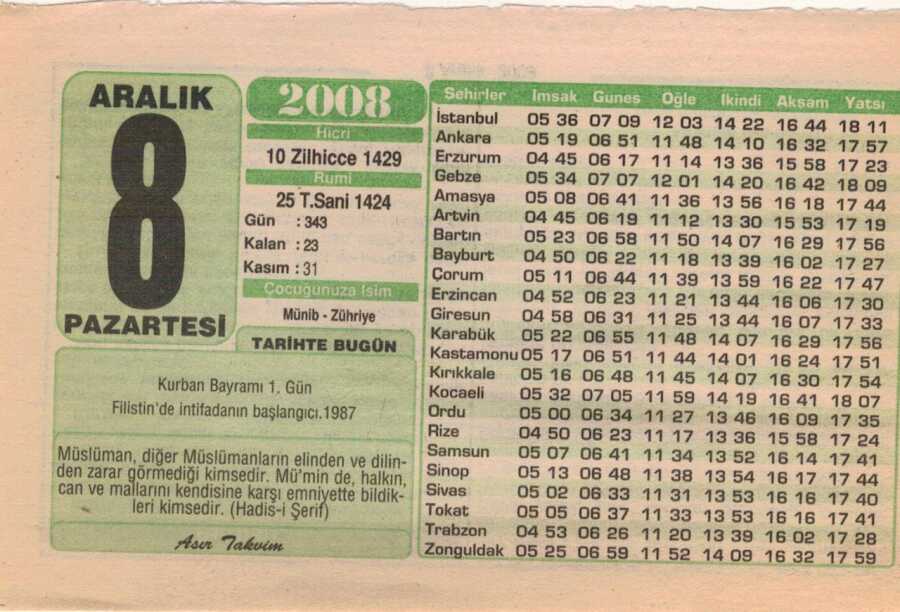 ARALIK
8
PAZARTESİ
2008
Hicri
10 Zilhicce 1429
Rumi
25 T.Sani 1424
Gün : 343
Kalan : 23
Kasım : 31
Çocuğunuza İsim
Münib - Zühriye
TARİHTE BUGÜN
Kurban Bayramı 1. Gün
Filistin'de intifadanın başlangıcı.1987
Müslüman, diğer Müslümanların elinden ve dilin-
den zarar görmediği kimsedir. Mü'min de, halkın,
can ve mallarını kendisine karşı emniyette bildik-
leri kimsedir. (Hadis-i Şerif)
Asır Takvim
Şehirler İmsak Güneş Öğle İkindi Akşam Yatsı
İstanbul 05 36 07 09 12 03 14 22 16 44 18 11
Ankara 05 19 06 51 11 48 14 10 16 32 17 57
Erzurum 04 45 06 17 11 14 13 36 15 58 17 23
Gebze 05 34 07 07 12 01 14 20 16 42 18 09
Amasya 05 08 06 41 11 36 13 56 16 18 17 44
Artvin 04 45 06 19 11 12 13 30 15 53 17 19
Bartın 05 23 06 58 11 50 14 07 16 29 17 56
Bayburt 04 50 06 22 11 18 13 39 16 02 17 27
Çorum 05 11 06 44 11 39 13 59 16 22 17 47
Erzincan 04 52 06 23 11 21 13 44 16 06 17 30
Giresun 04 58 06 31 11 25 13 44 16 07 17 33
Karabük 05 22 06 55 11 48 14 07 16 29 17 56
Kastamonu 05 17 06 51 11 44 14 01 16 24 17 51
Kırıkkale 05 16 06 48 11 45 14 07 16 30 17 54
Kocaeli 05 32 07 05 11 59 14 19 16 41 18 07
Ordu 05 00 06 34 11 27 13 46 16 09 17 35
Rize 04 50 06 23 11 17 13 36 15 58 17 24
Samsun 05 07 06 41 11 34 13 52 16 14 17 41
Sinop 05 13 06 48 11 38 13 54 16 17 17 44
Sivas 05 02 06 33 11 31 13 53 16 16 17 40
Tokat 05 05 06 37 11 33 13 53 16 16 17 41
Trabzon 04 53 06 26 11 20 13 39 16 02 17 28
Zonguldak 05 25 06 59 11 52 14 09 16 32 17 59